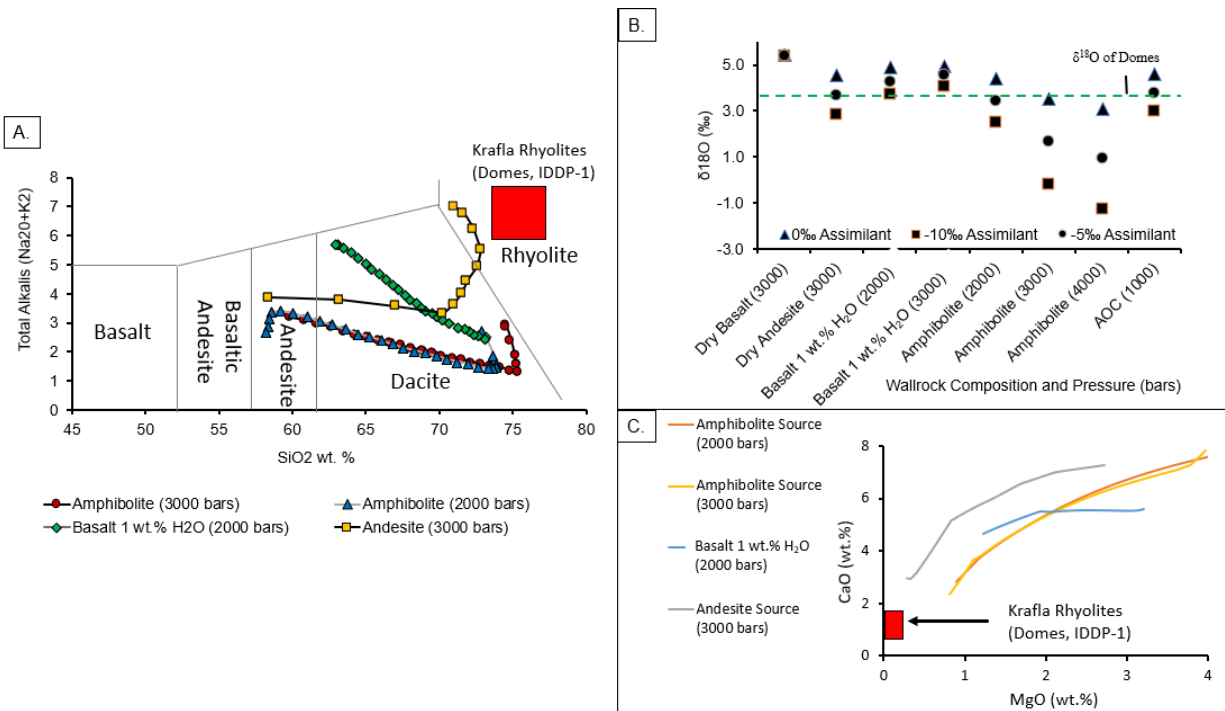 A.
Krafla Rhyolites
(Domes, IDDP-1)
Total Alkalis (Na20+K2)
8
7
6
5
4
3
2
1
0
Basalt
Basaltic
Andesite
Andesite
Dacite
Rhyolite
45
50
55
60
65
70
75
80
SiO2 wt. %
Amphibolite (3000 bars)
Amphibolite (2000 bars)
Basalt 1 wt.% H2O (2000 bars)
Andesite (3000 bars)
B.
δ18O (‰)
5.0
3.0
1.0
-1.0
-3.0
δ¹⁸O of Domes
0‰ Assimilant
-10‰ Assimilant
-5‰ Assimilant
Dry Basalt (3000)
Dry Andesite (3000)
Basalt 1 wt.% H2O (2000)
Basalt 1 wt.% H2O (3000)
Amphibolite (2000)
Amphibolite (3000)
Amphibolite (4000)
AOC (1000)
Wallrock Composition and Pressure (bars)
C.
Amphibolite Source
(2000 bars)
Amphibolite Source
(3000 bars)
Basalt 1 wt.% H₂O
(2000 bars)
Andesite Source
(3000 bars)
CaO (wt.%)
8
6
4
2
0
Krafla Rhyolites
(Domes, IDDP-1)
0
1
2
3
4
MgO (wt.%)